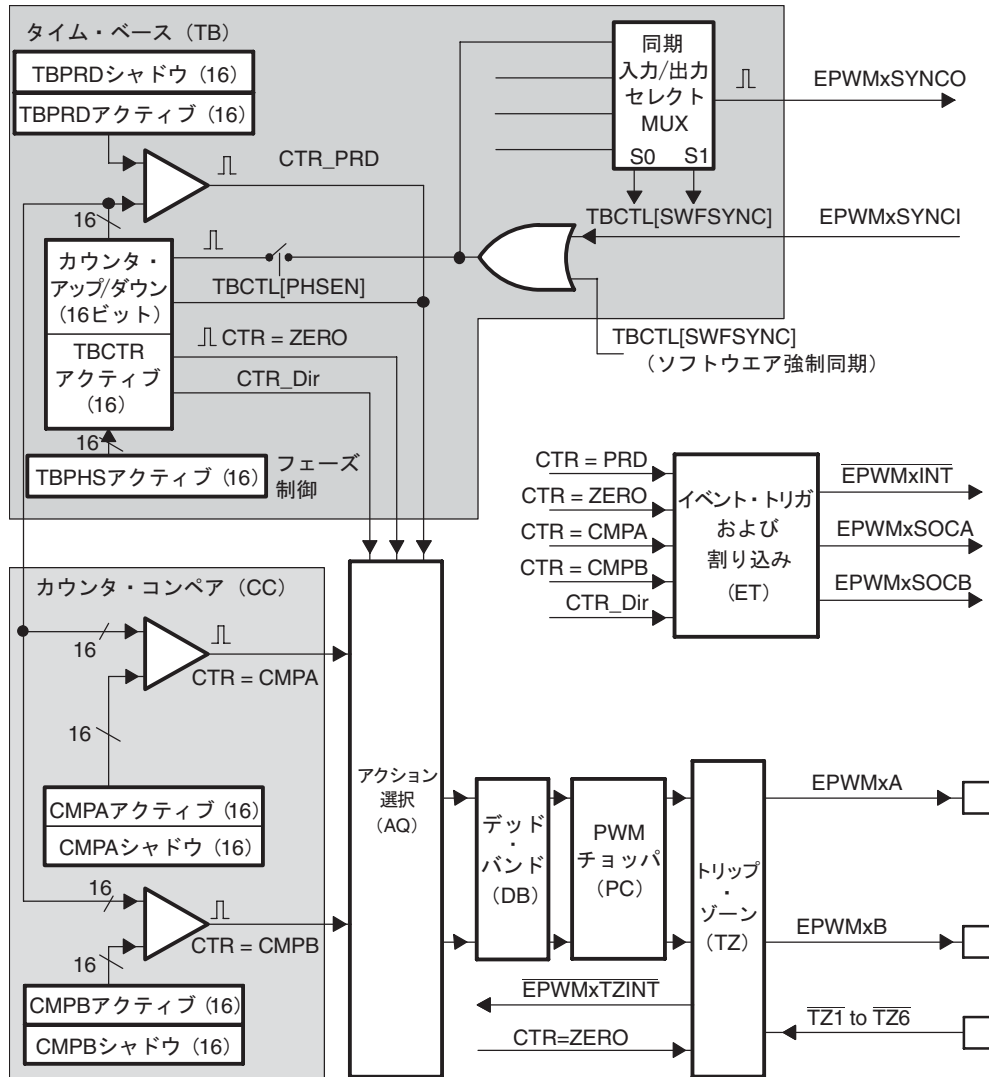 タイム・ベース (TB)
TBPRDシャドウ (16)
TBPRDアクティブ (16)
CTR_PRD
16
カウンタ・
アップ/ダウン
(16ビット)
TBCTR
アクティブ
(16)
TBCTL[PHSEN]
CTR = ZERO
CTR_Dir
16
TBPHSアクティブ (16)
フェーズ
制御
同期
入力/出力
セレクト
MUX
S0 S1
EPWMxSYNCO
TBCTL[SWFSYNC]
EPWMxSYNCI
TBCTL[SWFSYNC]
(ソフトウエア強制同期)
CTR = PRD
CTR = ZERO
CTR = CMPA
CTR = CMPB
CTR_Dir
イベント・トリガ
および
割り込み
(ET)
EPWMxINT
EPWMxSOCA
EPWMxSOCB
カウンタ・コンペア (CC)
16
CTR = CMPA
16
CMPAアクティブ (16)
CMPAシャドウ (16)
16
CTR = CMPB
16
CMPBアクティブ (16)
CMPBシャドウ (16)
アクション
選択
(AQ)
デッド
・
バンド
(DB)
PWM
チョッパ
(PC)
トリップ
・
ゾーン
(TZ)
EPWMxA
EPWMxB
EPWMxTZINT
TZ1 to TZ6
CTR=ZERO